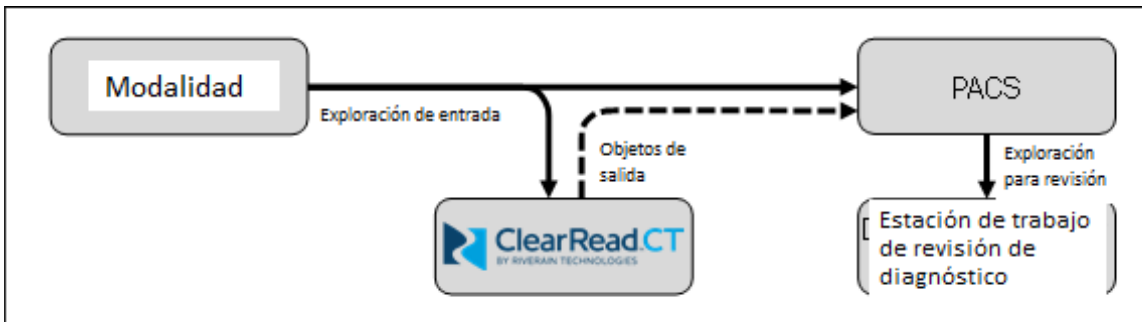 Modalidad
Exploración de entrada
PACS
Objetos de
salida
Exploración
para revisión
ClearRead.CT
BY RIVERAIN TECHNOLOGIES
Estación de trabajo
de revisión de
diagnóstico